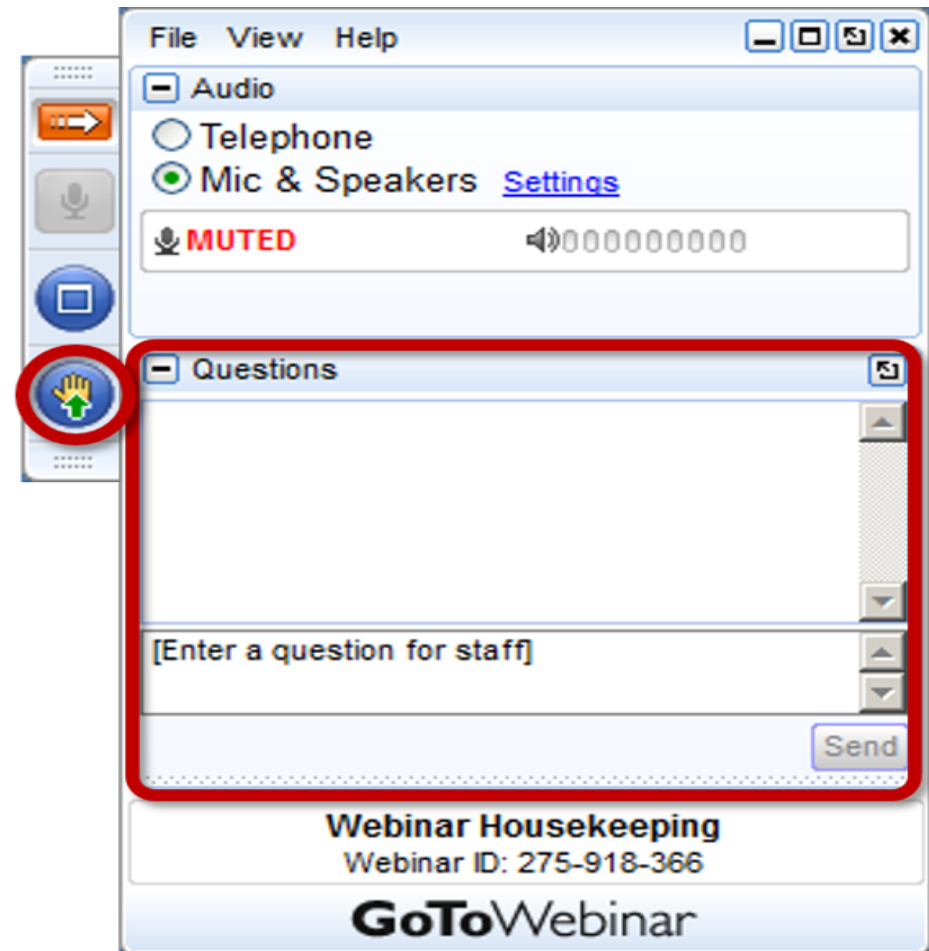 File View Help
Audio
Telephone
Mic & Speakers Settings
MUTED
Questions
[Enter a question for staff]
Send
Webinar Housekeeping
Webinar ID: 275-918-366
GoToWebinar